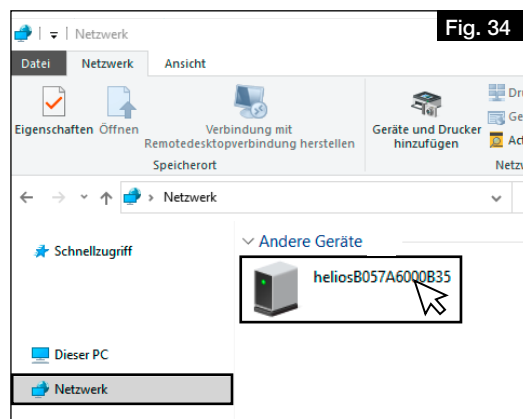 Fig. 34
Netzwerk
Datei Netzwerk Ansicht
Eigenschaften Öffnen
Verbindung mit
Remotedesktopverbindung herstellen
Geräte und Drucker
hinzufügen
Speicherort
Netzwerk
Schnellzugriff
Andere Geräte
heliosB057A6000B35
Dieser PC
Netzwerk